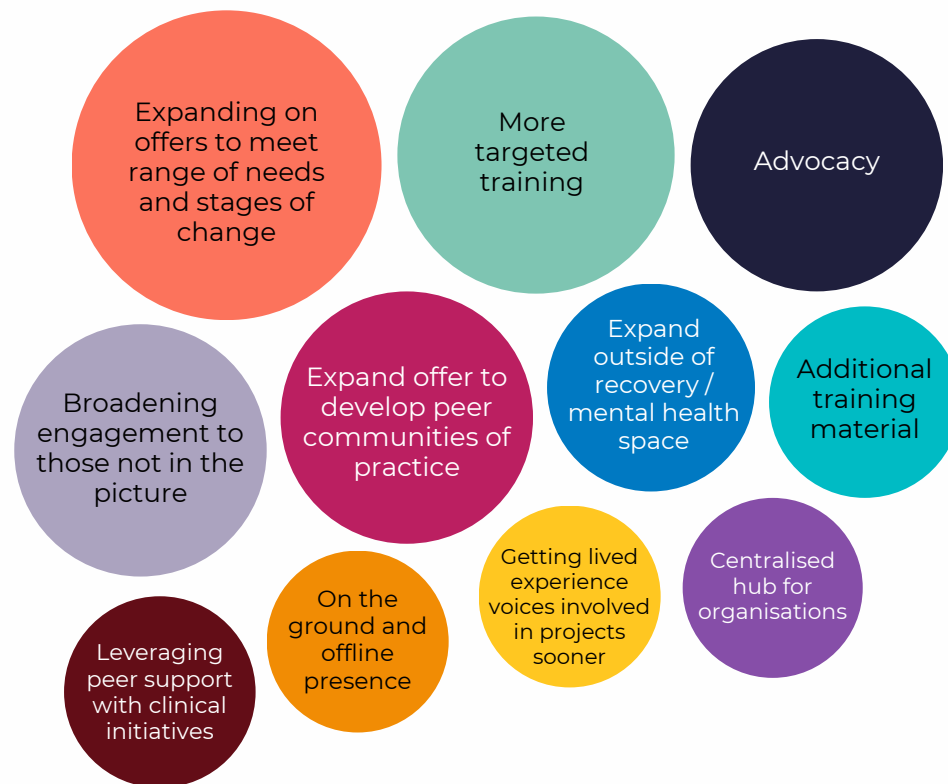 Expanding on
offers to meet
range of needs
and stages of
change
More
targeted
training
Advocacy
Broadening
engagement to
those not in the
picture
Expand offer to
develop peer
communities of
practice
Expand
outside of
recovery /
mental health
space
Additional
training
material
Leveraging
peer support
with clinical
initiatives
On the
ground and
offline
presence
Getting lived
experience
voices involved
in projects
sooner
Centralised
hub for
organisations